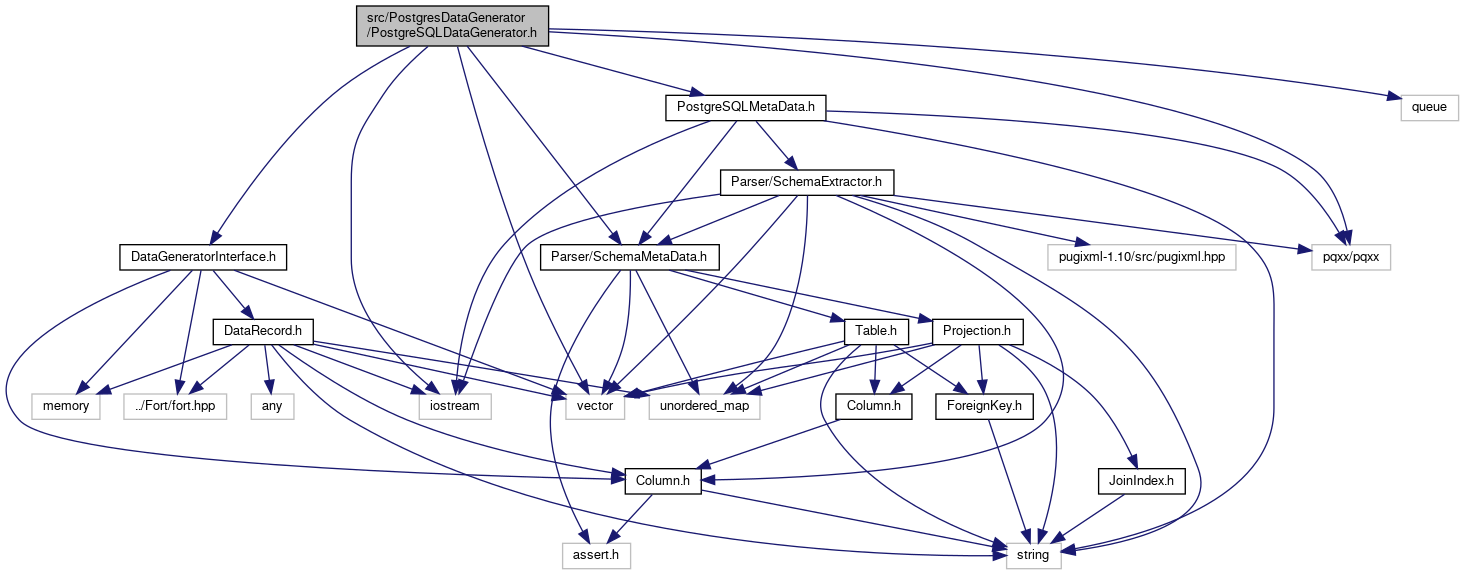 src/PostgresDataGenerator
/PostgreSQLDataGenerator.h
PostgreSQLMetaData.h
queue
Parser/SchemaExtractor.h
DataGeneratorInterface.h
Parser/SchemaMetaData.h
pugixml-1.10/src/pugixml.hpp
pqxx/pqxx
DataRecord.h
Table.h
Projection.h
memory
../Fort/fort.hpp
any
iostream
vector
unordered_map
Column.h
ForeignKey.h
Column.h
JoinIndex.h
assert.h
string